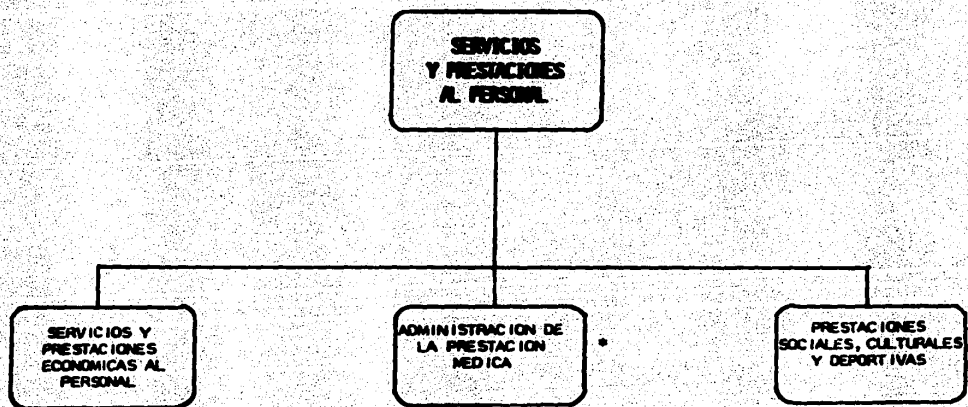 SERVICIOS
Y PRESTACIONES
AL PERSONAL
SERVICIOS Y
PRESTACIONES
ECONOMICAS AL
PERSONAL
ADMINISTRACION DE
LA PRESTACION
MEDICA
*
PRESTACIONES
SOCIALES, CULTURALES
Y DEPORTIVAS